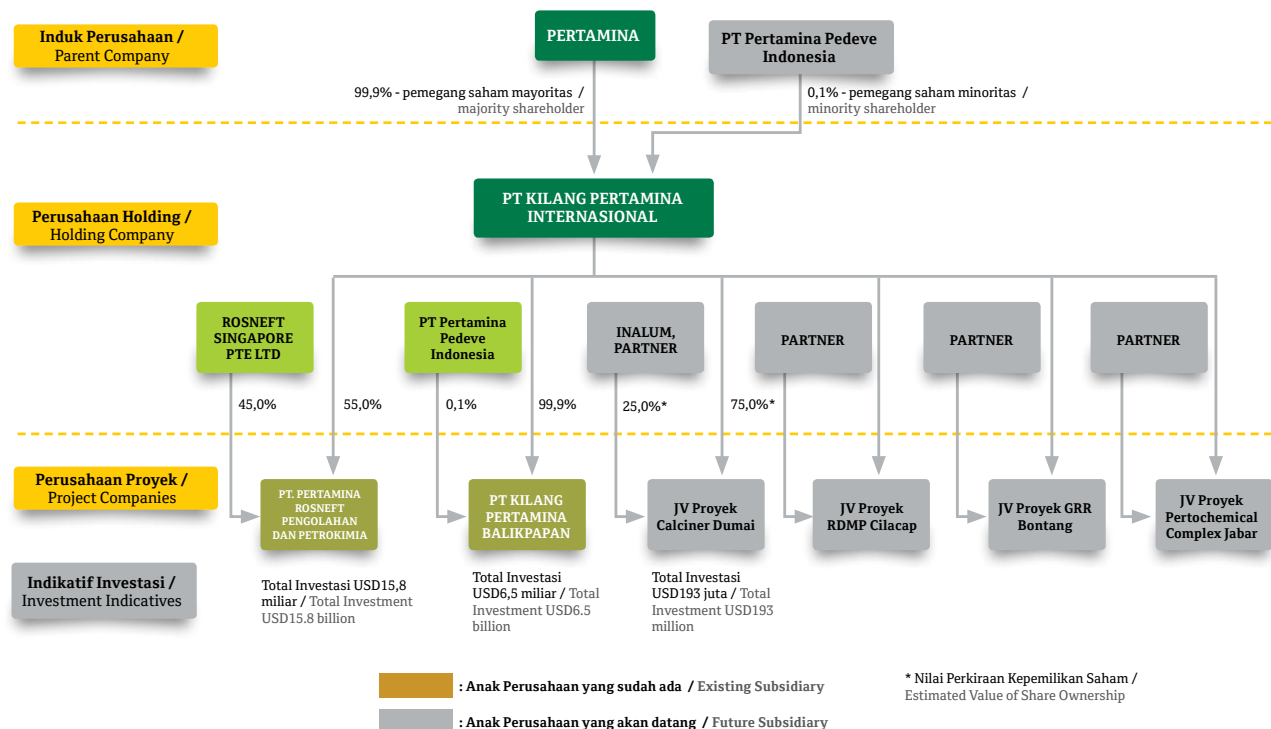 Induk Perusahaan /
Parent Company
PERTAMINA
PT Pertamina Pedeve
Indonesia
99,9% - pemegang saham mayoritas /
majority shareholder
0,1% - pemegang saham minoritas /
minority shareholder
Perusahaan Holding /
Holding Company
PT KILANG PERTAMINA
INTERNASIONAL
ROSNEFT
SINGAPORE
PTE LTD
PT Pertamina
Pedeve
Indonesia
INALUM,
PARTNER
PARTNER
PARTNER
PARTNER
45,0%
55,0%
0,1%
99,9%
25,0%*
75,0%*
Perusahaan Proyek /
Project Companies
PT. PERTAMINA
ROSNEFT
PENGOLAHAN
DAN PETROKIMIA
PT KILANG
PERTAMINA
BALIKPAPAN
JV Proyek
Calciner Dumai
JV Proyek
RDMP Cilacap
JV Proyek GRR
Bontang
JV Proyek
Pertochemical
Complex Jabar
Indikatif Investasi /
Investment Indicatives
Total Investasi USD15,8
miliar / Total Investment
USD15.8 billion
Total Investasi
USD6,5 miliar / Total
Investment USD6.5
billion
Total Investasi
USD193 juta / Total
Investment USD193
million
: Anak Perusahaan yang sudah ada / Existing Subsidiary
: Anak Perusahaan yang akan datang / Future Subsidiary
* Nilai Perkiraan Kepemilikan Saham /
Estimated Value of Share Ownership